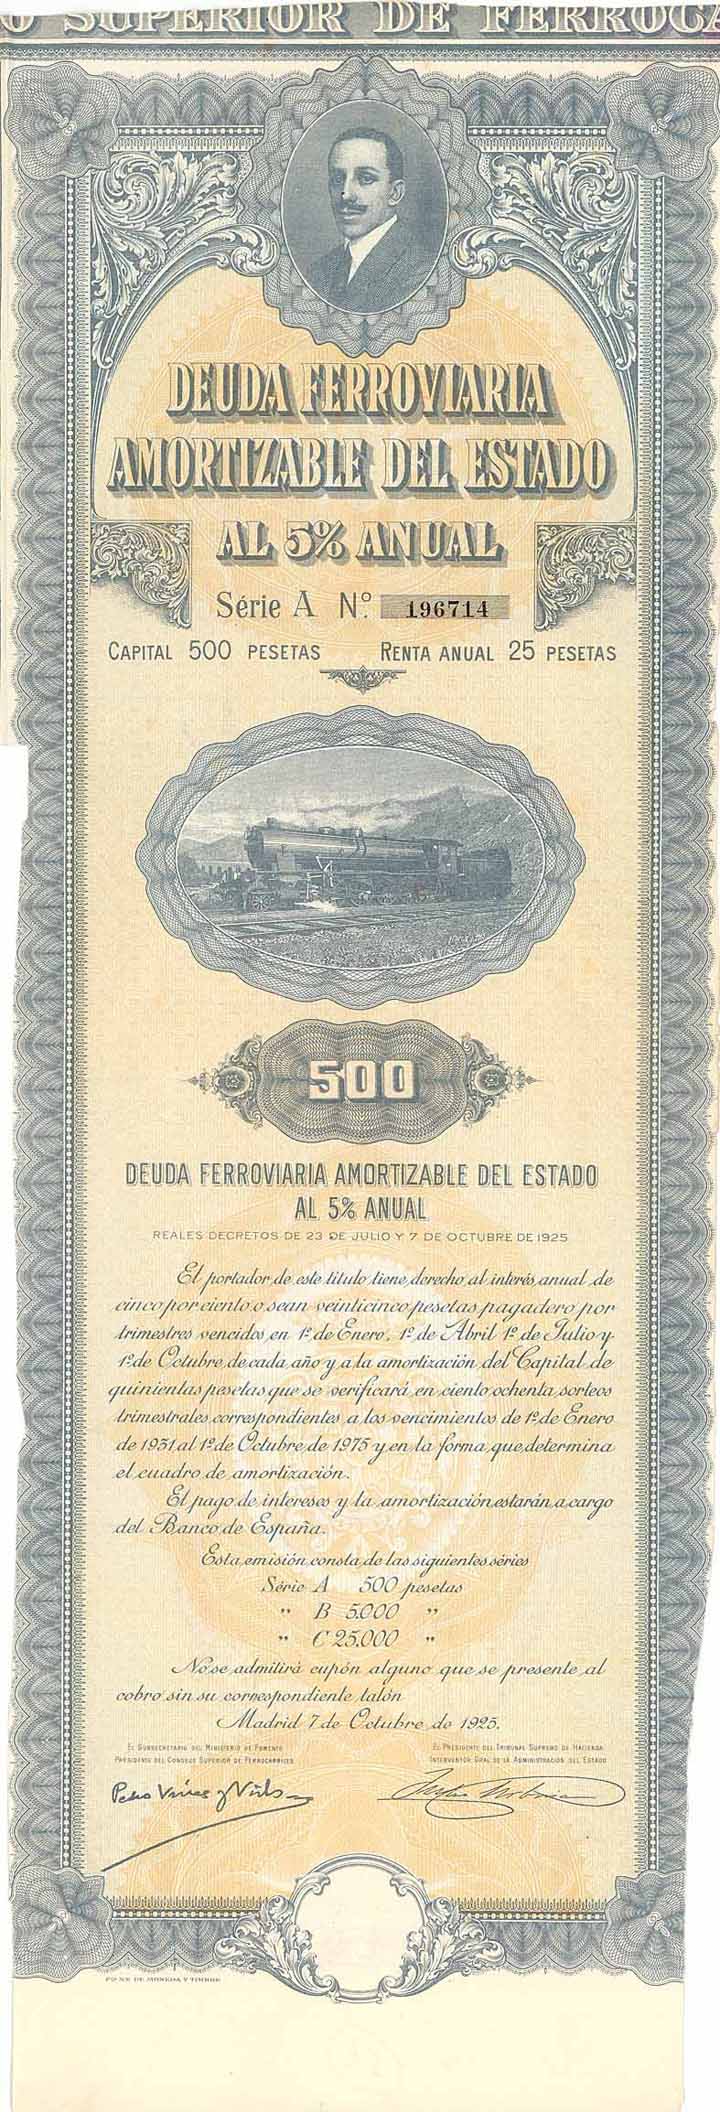 O SUPERIOR DE FERROCA
DEUDA FERROVIARIA
AMORTIZABLE DEL ESTADO
AL 5% ANUAL
Série A Nº 196714
CAPITAL 500 PESETAS RENTA ANUAL 25 PESETAS
500
DEUDA FERROVIARIA AMORTIZABLE DEL ESTADO
AL 5% ANUAL
REALES DECRETOS DE 23 DE JULIO Y 7 DE OCTUBRE DE 1925
El portador de este título tiene derecho al interés anual de
cinco por ciento o sean veinticinco pesetas pagadero por
trimestres vencidos en 1º de Enero, 1º de Abril 1º de Julio y
1º de Octubre de cada año y a la amortización del Capital de
quinientas pesetas que se verificará en ciento ochenta sorteos
trimestrales correspondientes a los vencimientos de 1º de Enero
de 1931 al 1º de Octubre de 1975 y en la forma que determina
el cuadro de amortización.
El pago de intereses y la amortización estarán a cargo
del Banco de España.
Esta emisión consta de las siguientes séries
Série A 500 pesetas
" B 5.000 "
" C 25.000 "
No se admitirá cupón alguno que se presente al
cobro sin su correspondiente talón
Madrid 7 de Octubre de 1925.
EL SUBSECRETARIO DEL MINISTERIO DE FOMENTO
PRESIDENTE DEL CONSEJO SUPERIOR DE FERROCARRILES
EL PRESIDENTE DEL TRIBUNAL SUPREMO DE HACIENDA
INTERVENTOR GRAL DE LA ADMINISTRACIÓN DEL ESTADO
Pedro
FCA. NAL. DE MONEDA Y TIMBRE